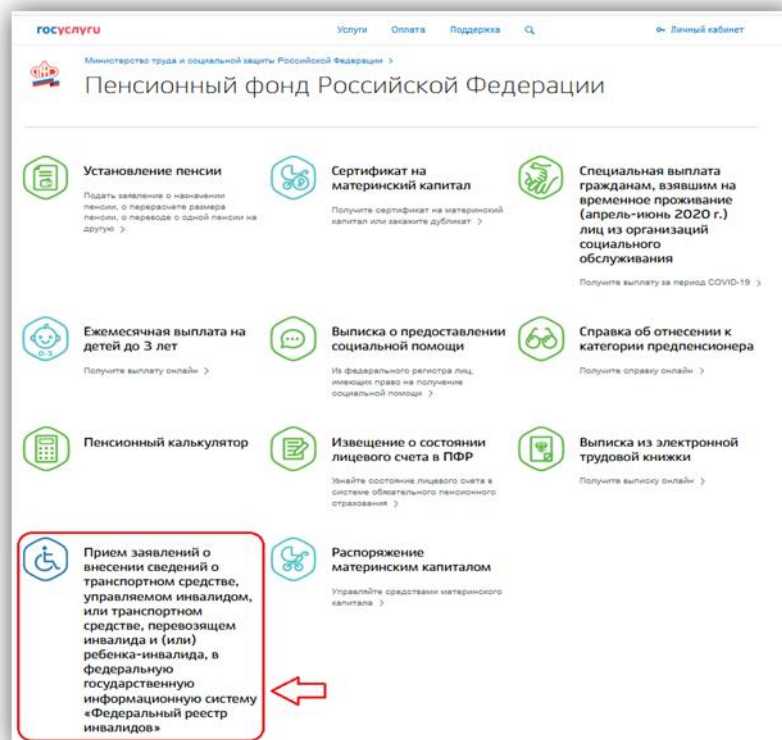 госуслуги
Услуги Оплата Поддержка Личный кабинет
Министерство труда и социальной защиты Российской Федерации >
Пенсионный фонд Российской Федерации
Установление пенсии
Подать заявление о назначении
пенсии, о перерасчете размера
пенсии, о переводе с одной пенсии на
другую >
Сертификат на
материнский капитал
Получите сертификат на материнский
капитал или закажите дубликат >
Специальная выплата
гражданам, взявшим на
временное проживание
(апрель-июнь 2020 г.)
лиц из организаций
социального
обслуживания
Получите выплату за период COVID-19 >
Ежемесячная выплата на
детей до 3 лет
0-3
Получите выплату онлайн >
Выписка о предоставлении
социальной помощи
Из федерального регистра лиц,
имеющих право на получение
социальной помощи >
Справка об отнесении к
категории предпенсионера
Получите справку онлайн >
Пенсионный калькулятор
Извещение о состоянии
лицевого счета в ПФР
Узнайте состояние лицевого счета в
системе обязательного пенсионного
страхования >
Выписка из электронной
трудовой книжки
Получите выписку онлайн >
Прием заявлений о
внесении сведений о
транспортном средстве,
управляемом инвалидом,
или транспортном
средстве, перевозящем
инвалида и (или)
ребенка-инвалида, в
федеральную
государственную
информационную систему
«Федеральный реестр
инвалидов»
Распоряжение
материнским капиталом
Управляйте средствами материнского
капитала >